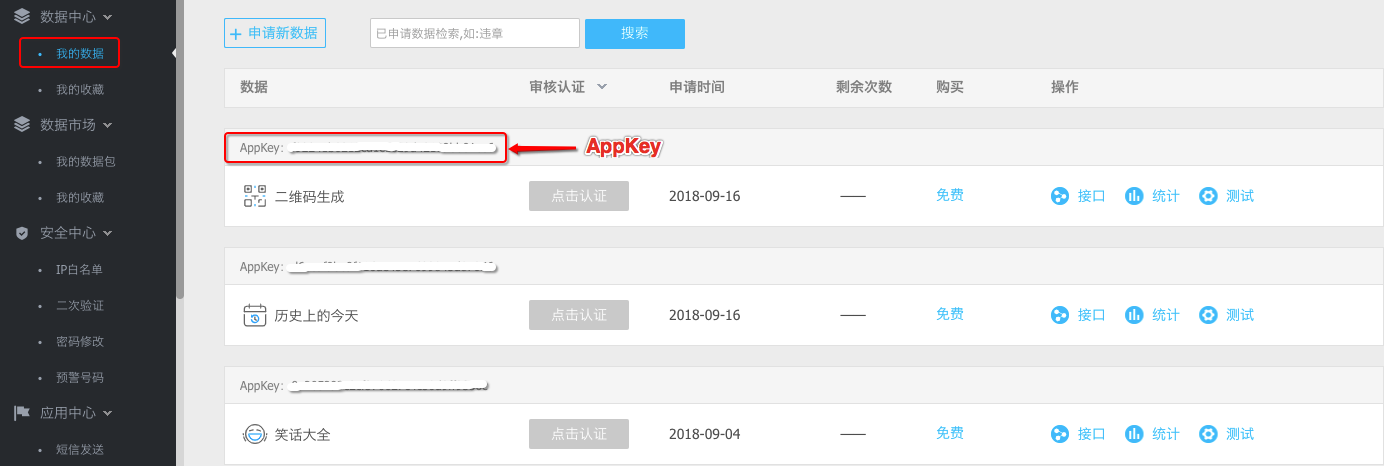 数据中心
我的数据
我的收藏
数据市场
我的数据包
我的收藏
安全中心
IP白名单
二次验证
密码修改
预警号码
应用中心
短信发送
+ 申请新数据
已申请数据检索,如:违章
搜索
数据 审核认证 申请时间 剩余次数 购买 操作
AppKey:
AppKey
二维码生成 点击认证 2018-09-16 —— 免费 接口 统计 测试
AppKey:
历史上的今天 点击认证 2018-09-16 —— 免费 接口 统计 测试
AppKey:
笑话大全 点击认证 2018-09-04 —— 免费 接口 统计 测试